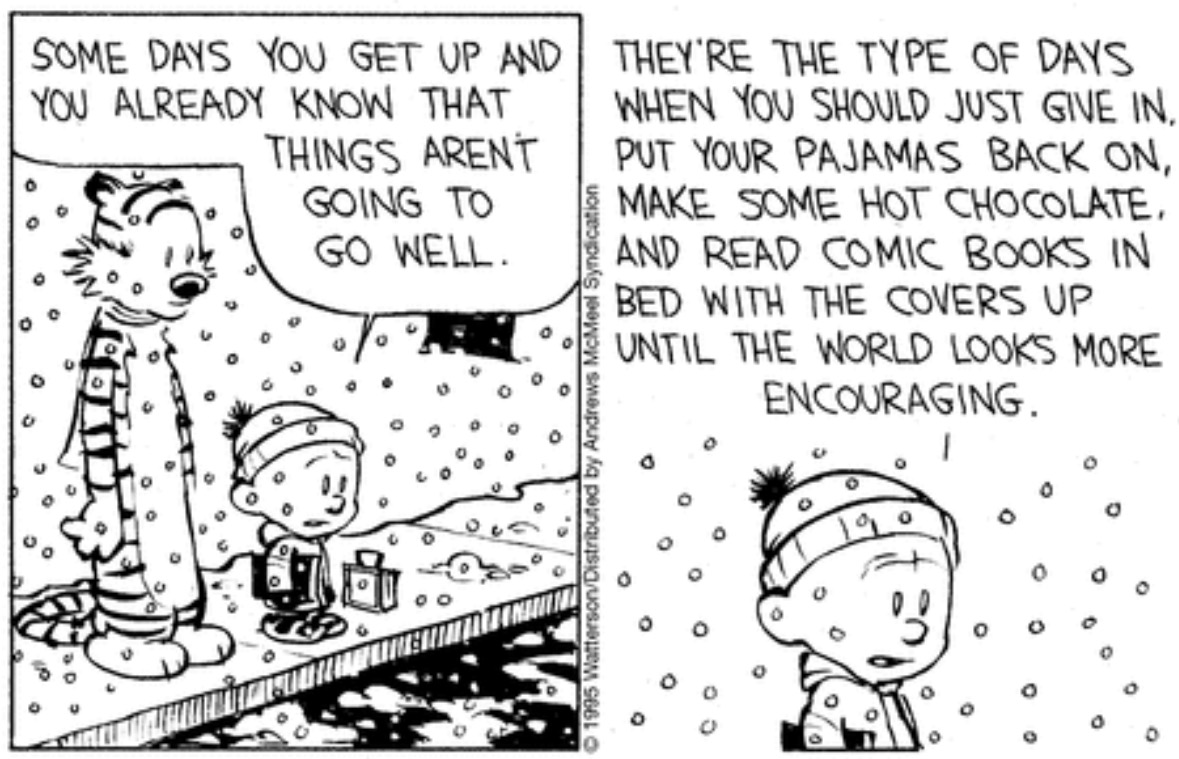 SOME DAYS YOU GET UP AND
YOU ALREADY KNOW THAT
THINGS AREN'T
GOING TO
GO WELL.
THEY'RE THE TYPE OF DAYS
WHEN YOU SHOULD JUST GIVE IN,
PUT YOUR PAJAMAS BACK ON,
MAKE SOME HOT CHOCOLATE,
AND READ COMIC BOOKS IN
BED WITH THE COVERS UP
UNTIL THE WORLD LOOKS MORE
ENCOURAGING.
© 1995 Watterson/Distributed by Andrews McMeel Syndication